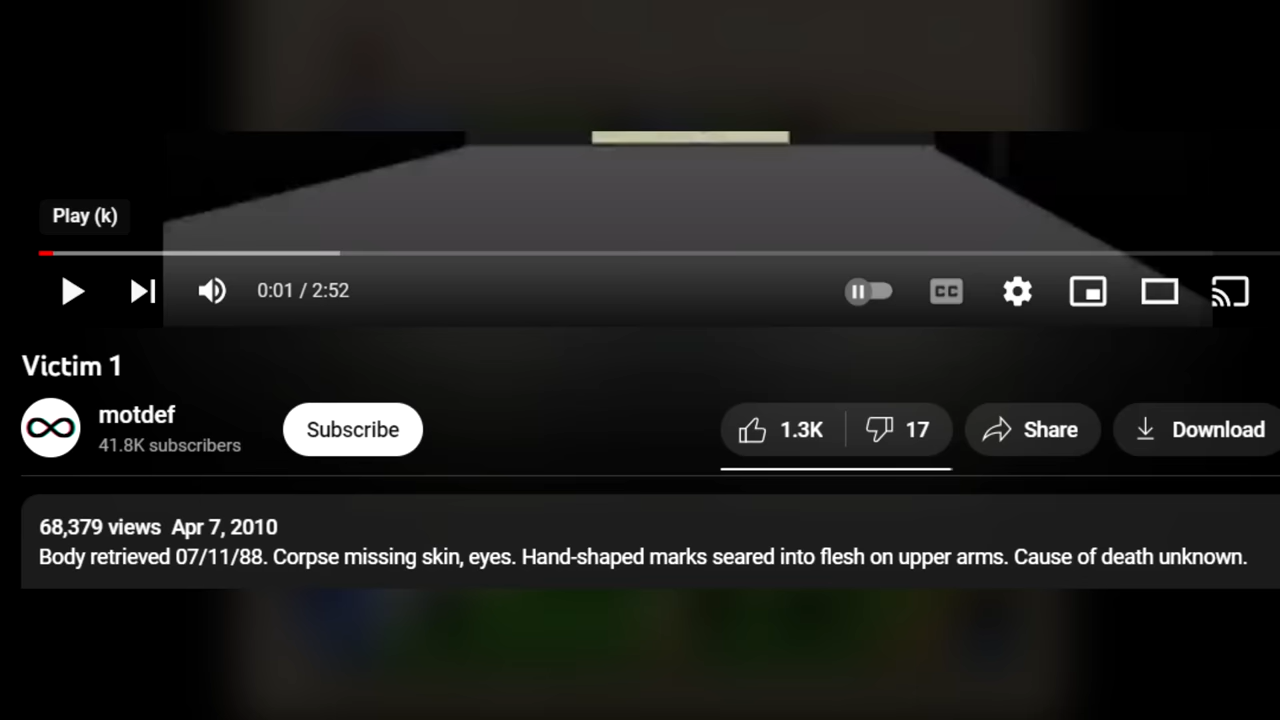 Play (k)
0:01 / 2:52
CC
Victim 1
motdef
41.8K subscribers
Subscribe
1.3K
17
Share
Download
68,379 views Apr 7, 2010
Body retrieved 07/11/88. Corpse missing skin, eyes. Hand-shaped marks seared into flesh on upper arms. Cause of death unknown.